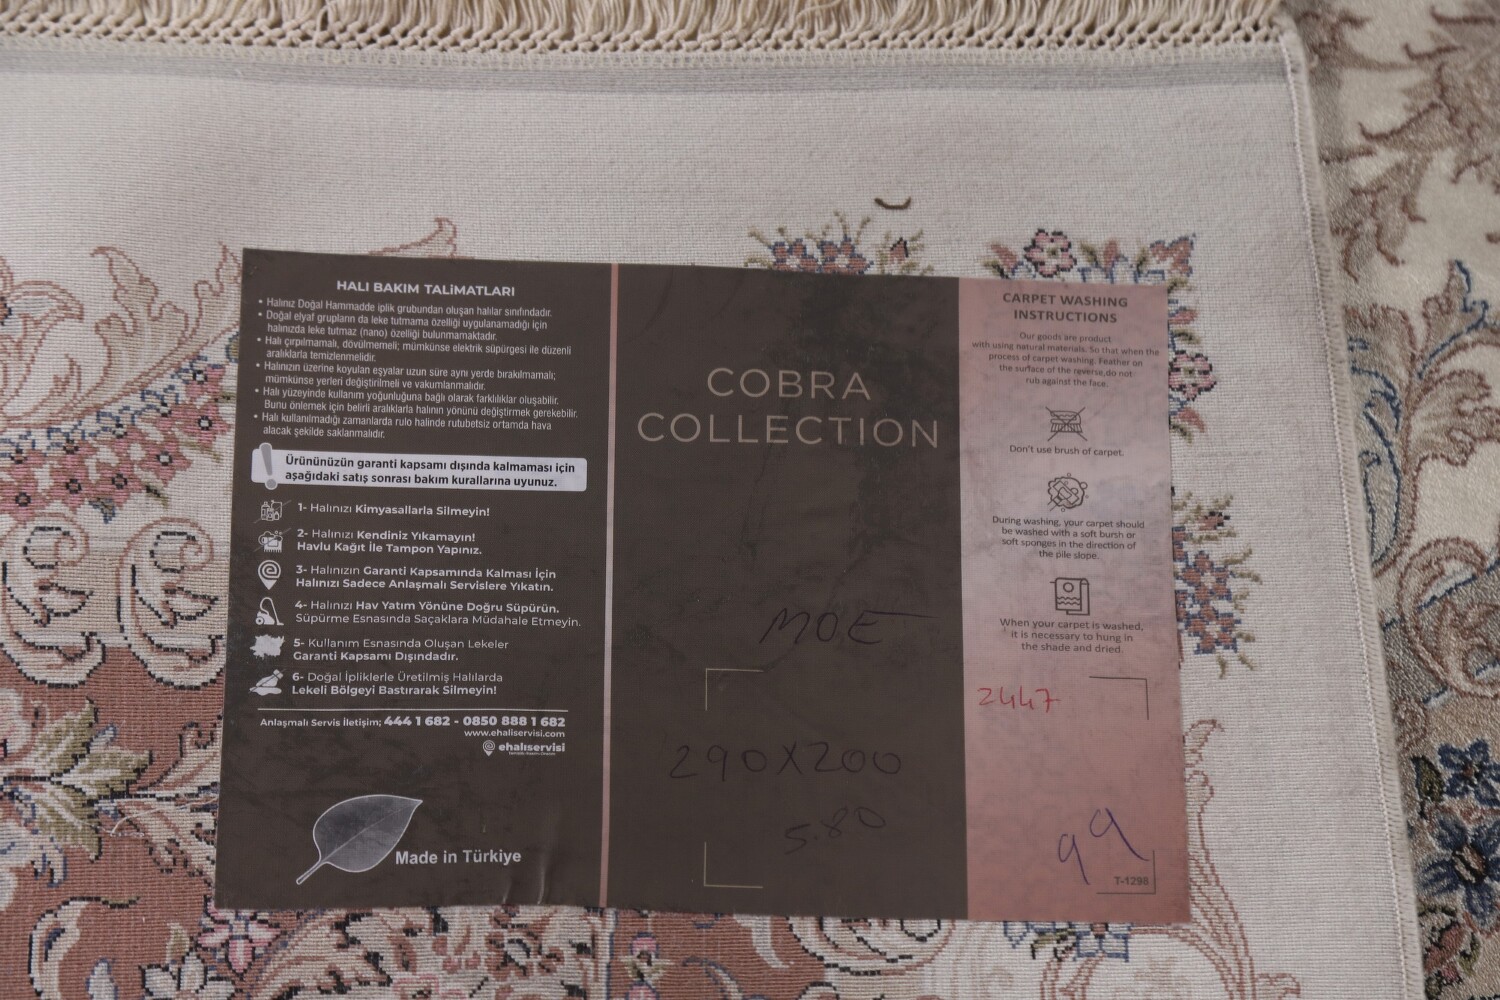 HALI BAKIM TALiMATLARI
• Halınız Doğal Hammadde iplik grubundan oluşan halılar sınıfındadır.
• Doğal elyaf grupların da leke tutmama özelliği uygulanamadığı için
halınızda leke tutmaz (nano) özelliği bulunmamaktadır.
• Halı çırpılmamalı, dövülmemeli; mümkünse elektrik süpürgesi ile düzenli
aralıklarla temizlenmelidir.
• Halınızın üzerine koyulan eşyalar uzun süre aynı yerde bırakılmamalı;
mümkünse yerleri değiştirilmeli ve vakumlanmalıdır.
• Halı yüzeyinde kullanım yoğunluğuna bağlı olarak farklılıklar oluşabilir.
Bunu önlemek için belirli aralıklarla halının yönünü değiştirmek gerekebilir.
• Halı kullanılmadığı zamanlarda rulo halinde rutubetsiz ortamda hava
alacak şekilde saklanmalıdır.
Ürününüzün garanti kapsamı dışında kalmaması için
aşağıdaki satış sonrası bakım kurallarına uyunuz.
1- Halınızı Kimyasallarla Silmeyin!
2- Halınızı Kendiniz Yıkamayın!
Havlu Kağıt İle Tampon Yapınız.
3- Halınızın Garanti Kapsamında Kalması İçin
Halınızı Sadece Anlaşmalı Servislere Yıkatın.
4- Halınızı Hav Yatım Yönüne Doğru Süpürün.
Süpürme Esnasında Saçaklara Müdahale Etmeyin.
5- Kullanım Esnasında Oluşan Lekeler
Garanti Kapsamı Dışındadır.
6- Doğal İpliklerle Üretilmiş Halılarda
Lekeli Bölgeyi Bastırarak Silmeyin!
Anlaşmalı Servis İletişim; 444 1 682 - 0850 888 1 682
www.ehaliservisi.com
ehalıservisi
Made in Türkiye
COBRA
COLLECTION
MOE
290X200
5.80
CARPET WASHING
INSTRUCTIONS
Our goods are product
with using natural materials. So that when the
process of carpet washing. Feather on
the surface of the reverse,do not
rub against the face.
Don't use brush of carpet.
During washing, your carpet should
be washed with a soft bursh or
soft sponges in the direction of
the pile slope.
When your carpet is washed,
it is necessary to hung in
the shade and dried.
2447
99
T-1298